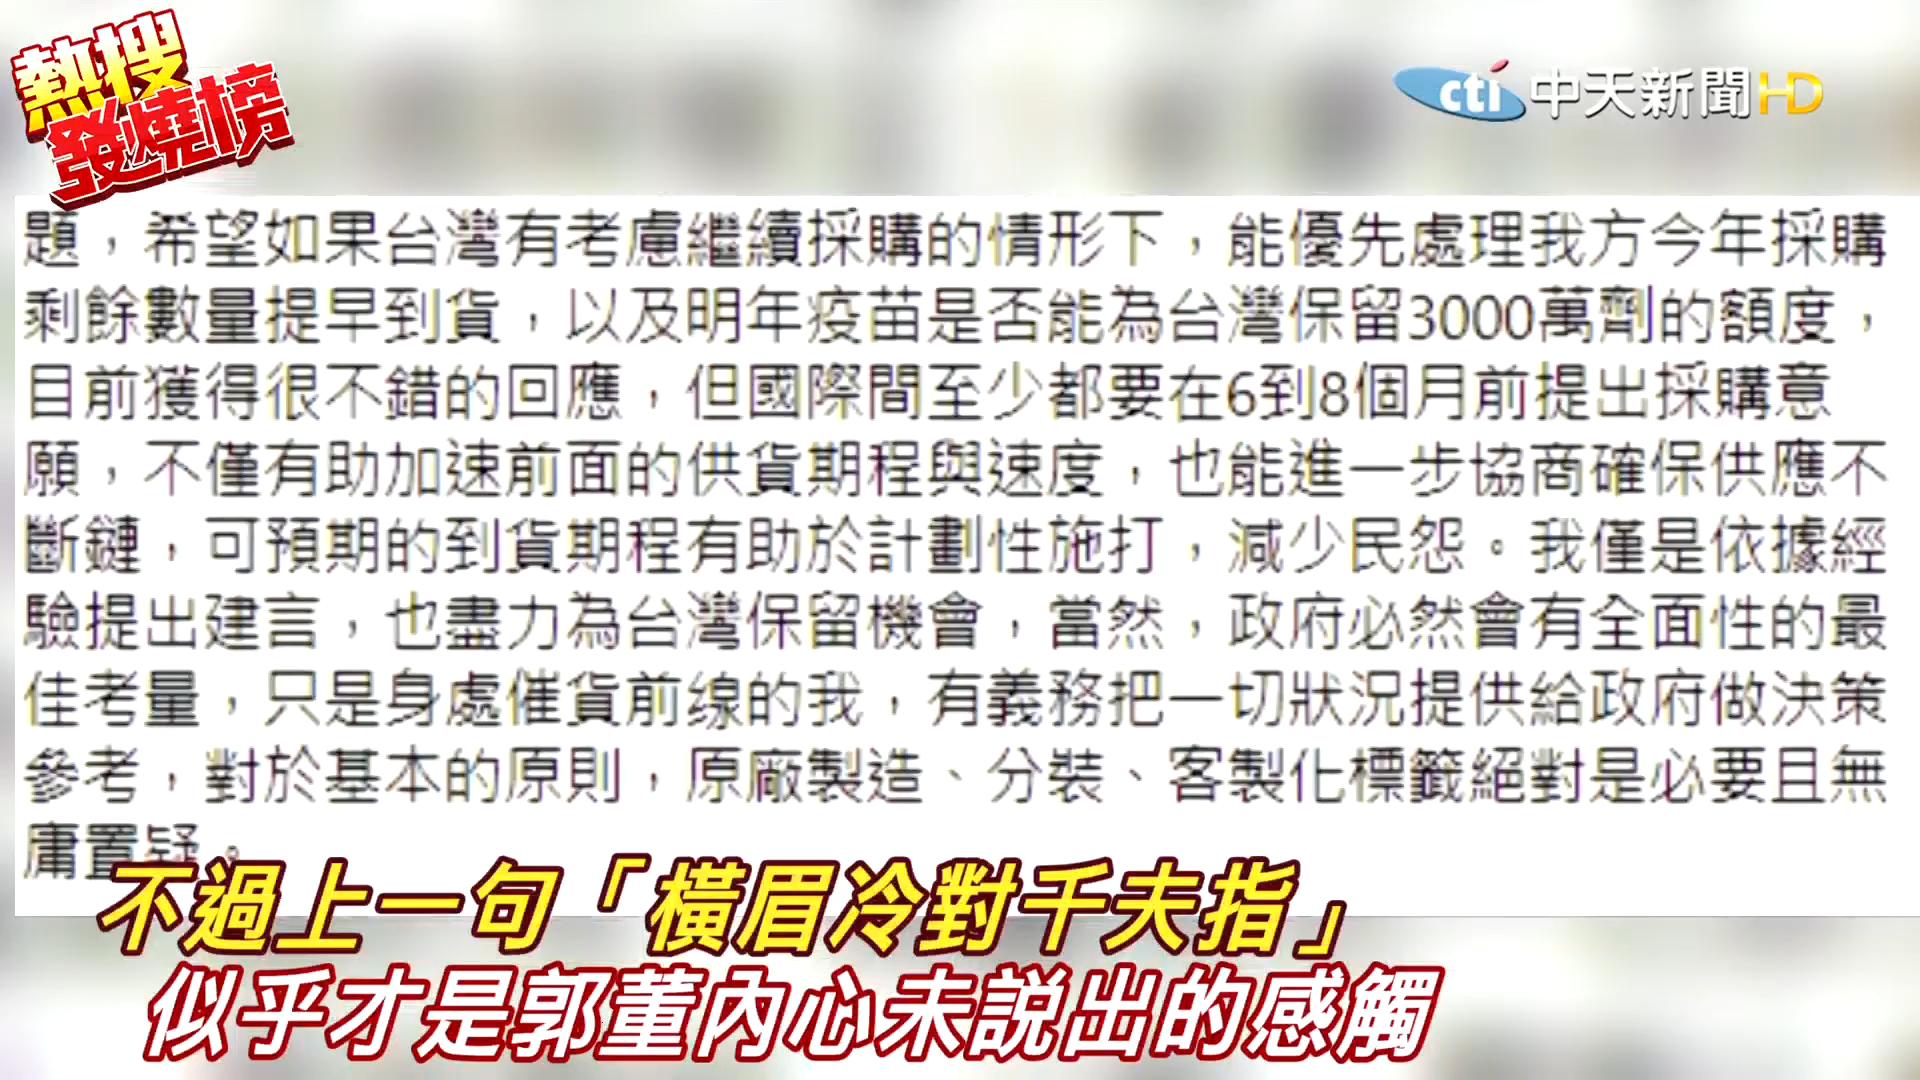 熱搜
發燒榜
cti 中天新聞HD
題，希望如果台灣有考慮繼續採購的情形下，能優先處理我方今年採購
剩餘數量提早到貨，以及明年疫苗是否能為台灣保留3000萬劑的額度，
目前獲得很不錯的回應，但國際間至少都要在6到8個月前提出採購意
願，不僅有助加速前面的供貨期程與速度，也能進一步協商確保供應不
斷鏈，可預期的到貨期程有助於計劃性施打，減少民怨。我僅是依據經
驗提出建言，也盡力為台灣保留機會，當然，政府必然會有全面性的最
佳考量，只是身處催貨前線的我，有義務把一切狀況提供給政府做決策
參考，對於基本的原則，原廠製造、分裝、客製化標籤絕對是必要且無
庸置疑。
不過上一句「橫眉冷對千夫指」
似乎才是郭董內心未說出的感觸